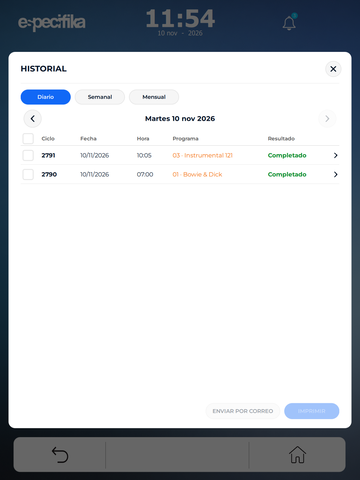 e-specifika
11:54
10 nov - 2026
HISTORIAL
Diario Semanal Mensual
Martes 10 nov 2026
Ciclo Fecha Hora Programa Resultado
2791 10/11/2026 10:05 03 - Instrumental 121 Completado
2790 10/11/2026 07:00 01 - Bowie & Dick Completado
ENVIAR POR CORREO IMPRIMIR